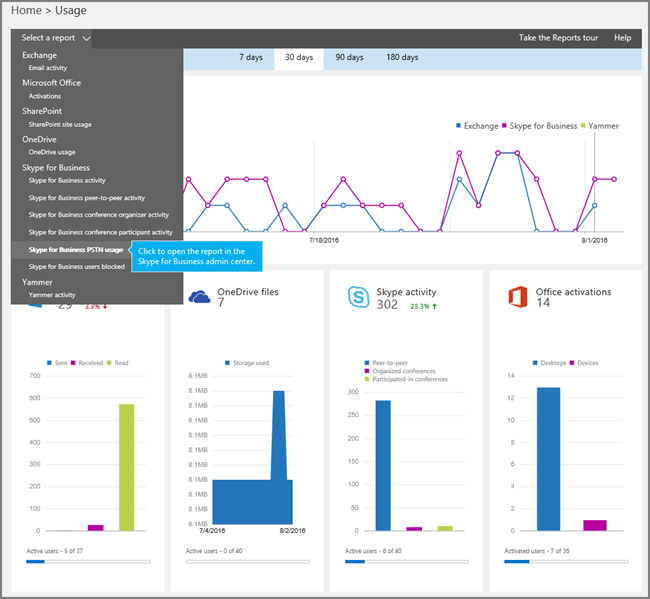 Home > Usage
Select a report
Take the Reports tour
Help
Exchange
Email activity
Microsoft Office
Activations
SharePoint
SharePoint site usage
OneDrive
OneDrive usage
Skype for Business
Skype for Business activity
Skype for Business peer-to-peer activity
Skype for Business conference organizer activity
Skype for Business conference participant activity
Skype for Business PSTN usage
Skype for Business users blocked
Yammer
Yammer activity
Click to open the report in the
Skype for Business admin center.
7 days
30 days
90 days
180 days
Exchange
Skype for Business
Yammer
7/18/2016
8/1/2016
29
3.3%
Sent
Received
Read
700
600
500
400
300
200
100
0
Active users - 5 of 37
OneDrive files
7
Storage used
8.1MB
8.1MB
8.1MB
8.1MB
8.1MB
8.1MB
8.1MB
8.1MB
8.1MB
8.1MB
8.1MB
7/4/2016
8/2/2016
Active users - 0 of 40
Skype activity
302
25.3%
Peer-to-peer
Organized conferences
Participated-in conferences
300
250
200
150
100
50
0
Active users - 6 of 40
Office activations
14
Desktops
Devices
14
12
10
8
6
4
2
0
Activated users - 7 of 36